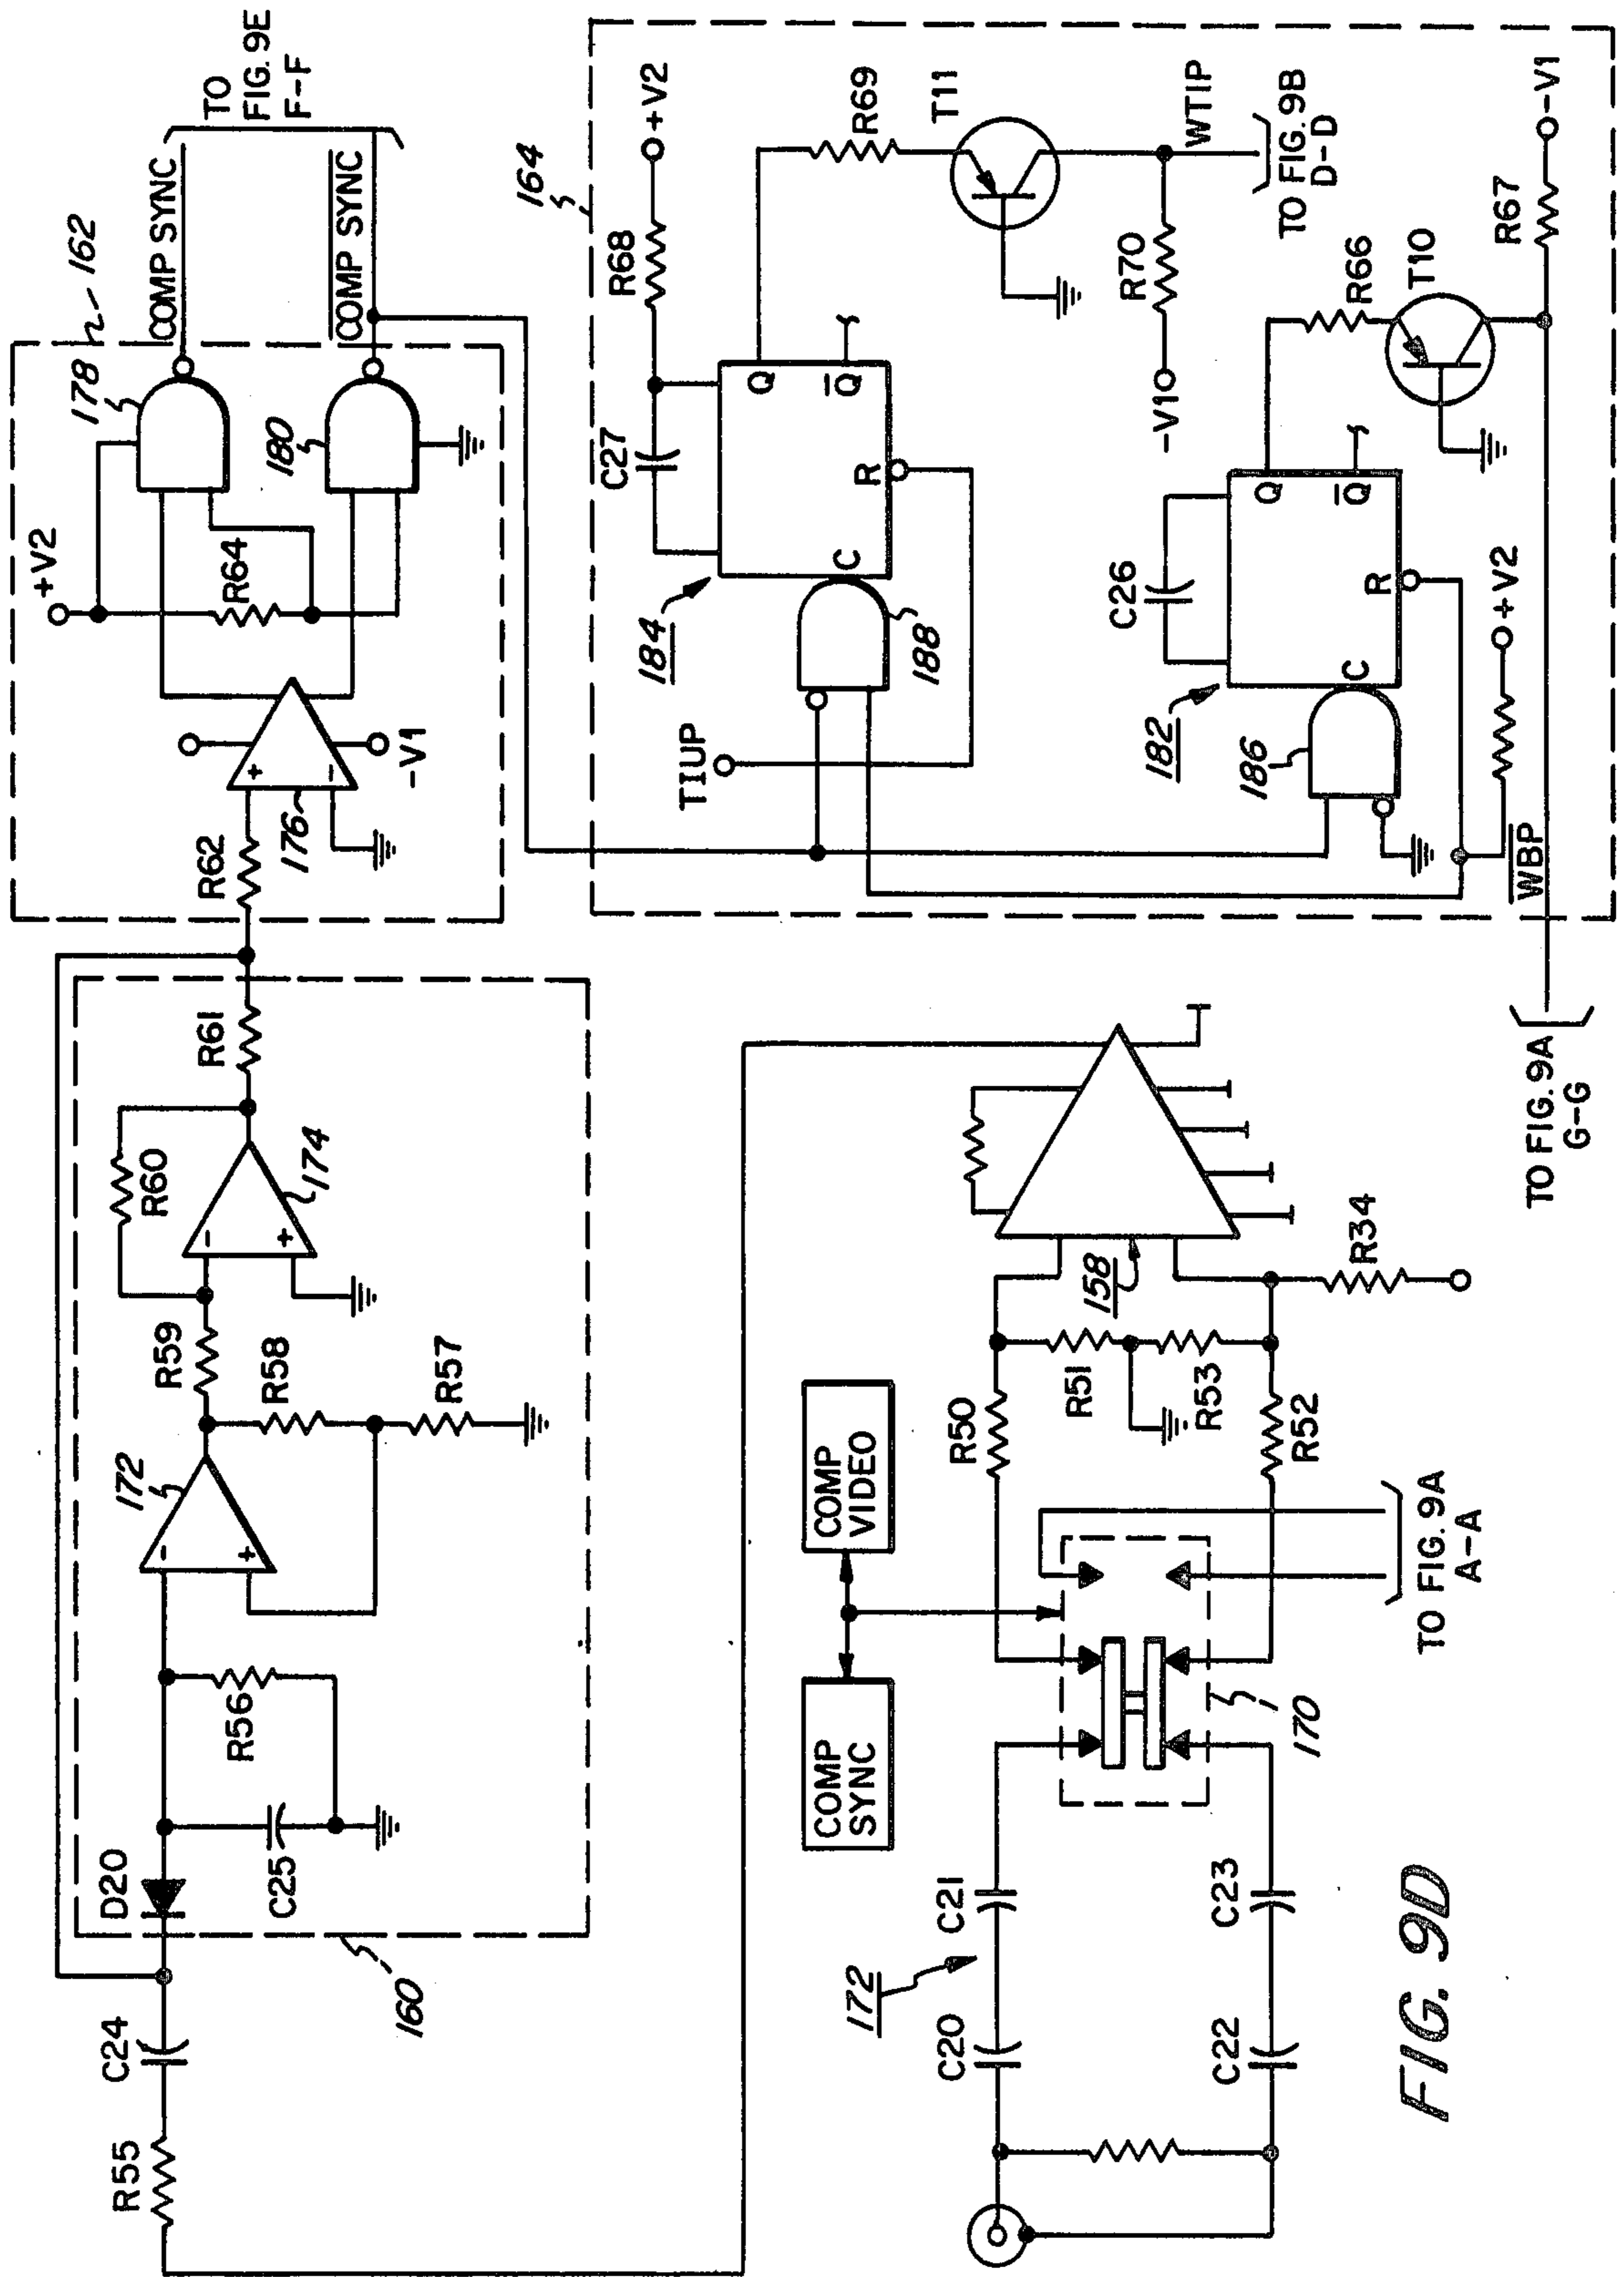 R55
C24
160
D20
C25
R56
172
-
+
R58
R57
R59
R60
-
+
174
R61
R62
+
-
176
-V1
+V2
R64
178
180
162
COMP SYNC
COMP SYNC
TO
FIG. 9E
F-F
164
TIUP
184
188
C27
R68
+V2
C
R
Q
Q
R69
T11
WTIP
TO FIG. 9B
D-D
R70
-V1
182
186
C26
C
R
Q
Q
R66
T10
R67
-V1
+V2
WBP
TO FIG. 9A
G-G
158
R34
R50
R51
R53
R52
COMP
VIDEO
COMP
SYNC
170
TO FIG. 9A
A-A
172
C20
C21
C22
C23
FIG. 9D